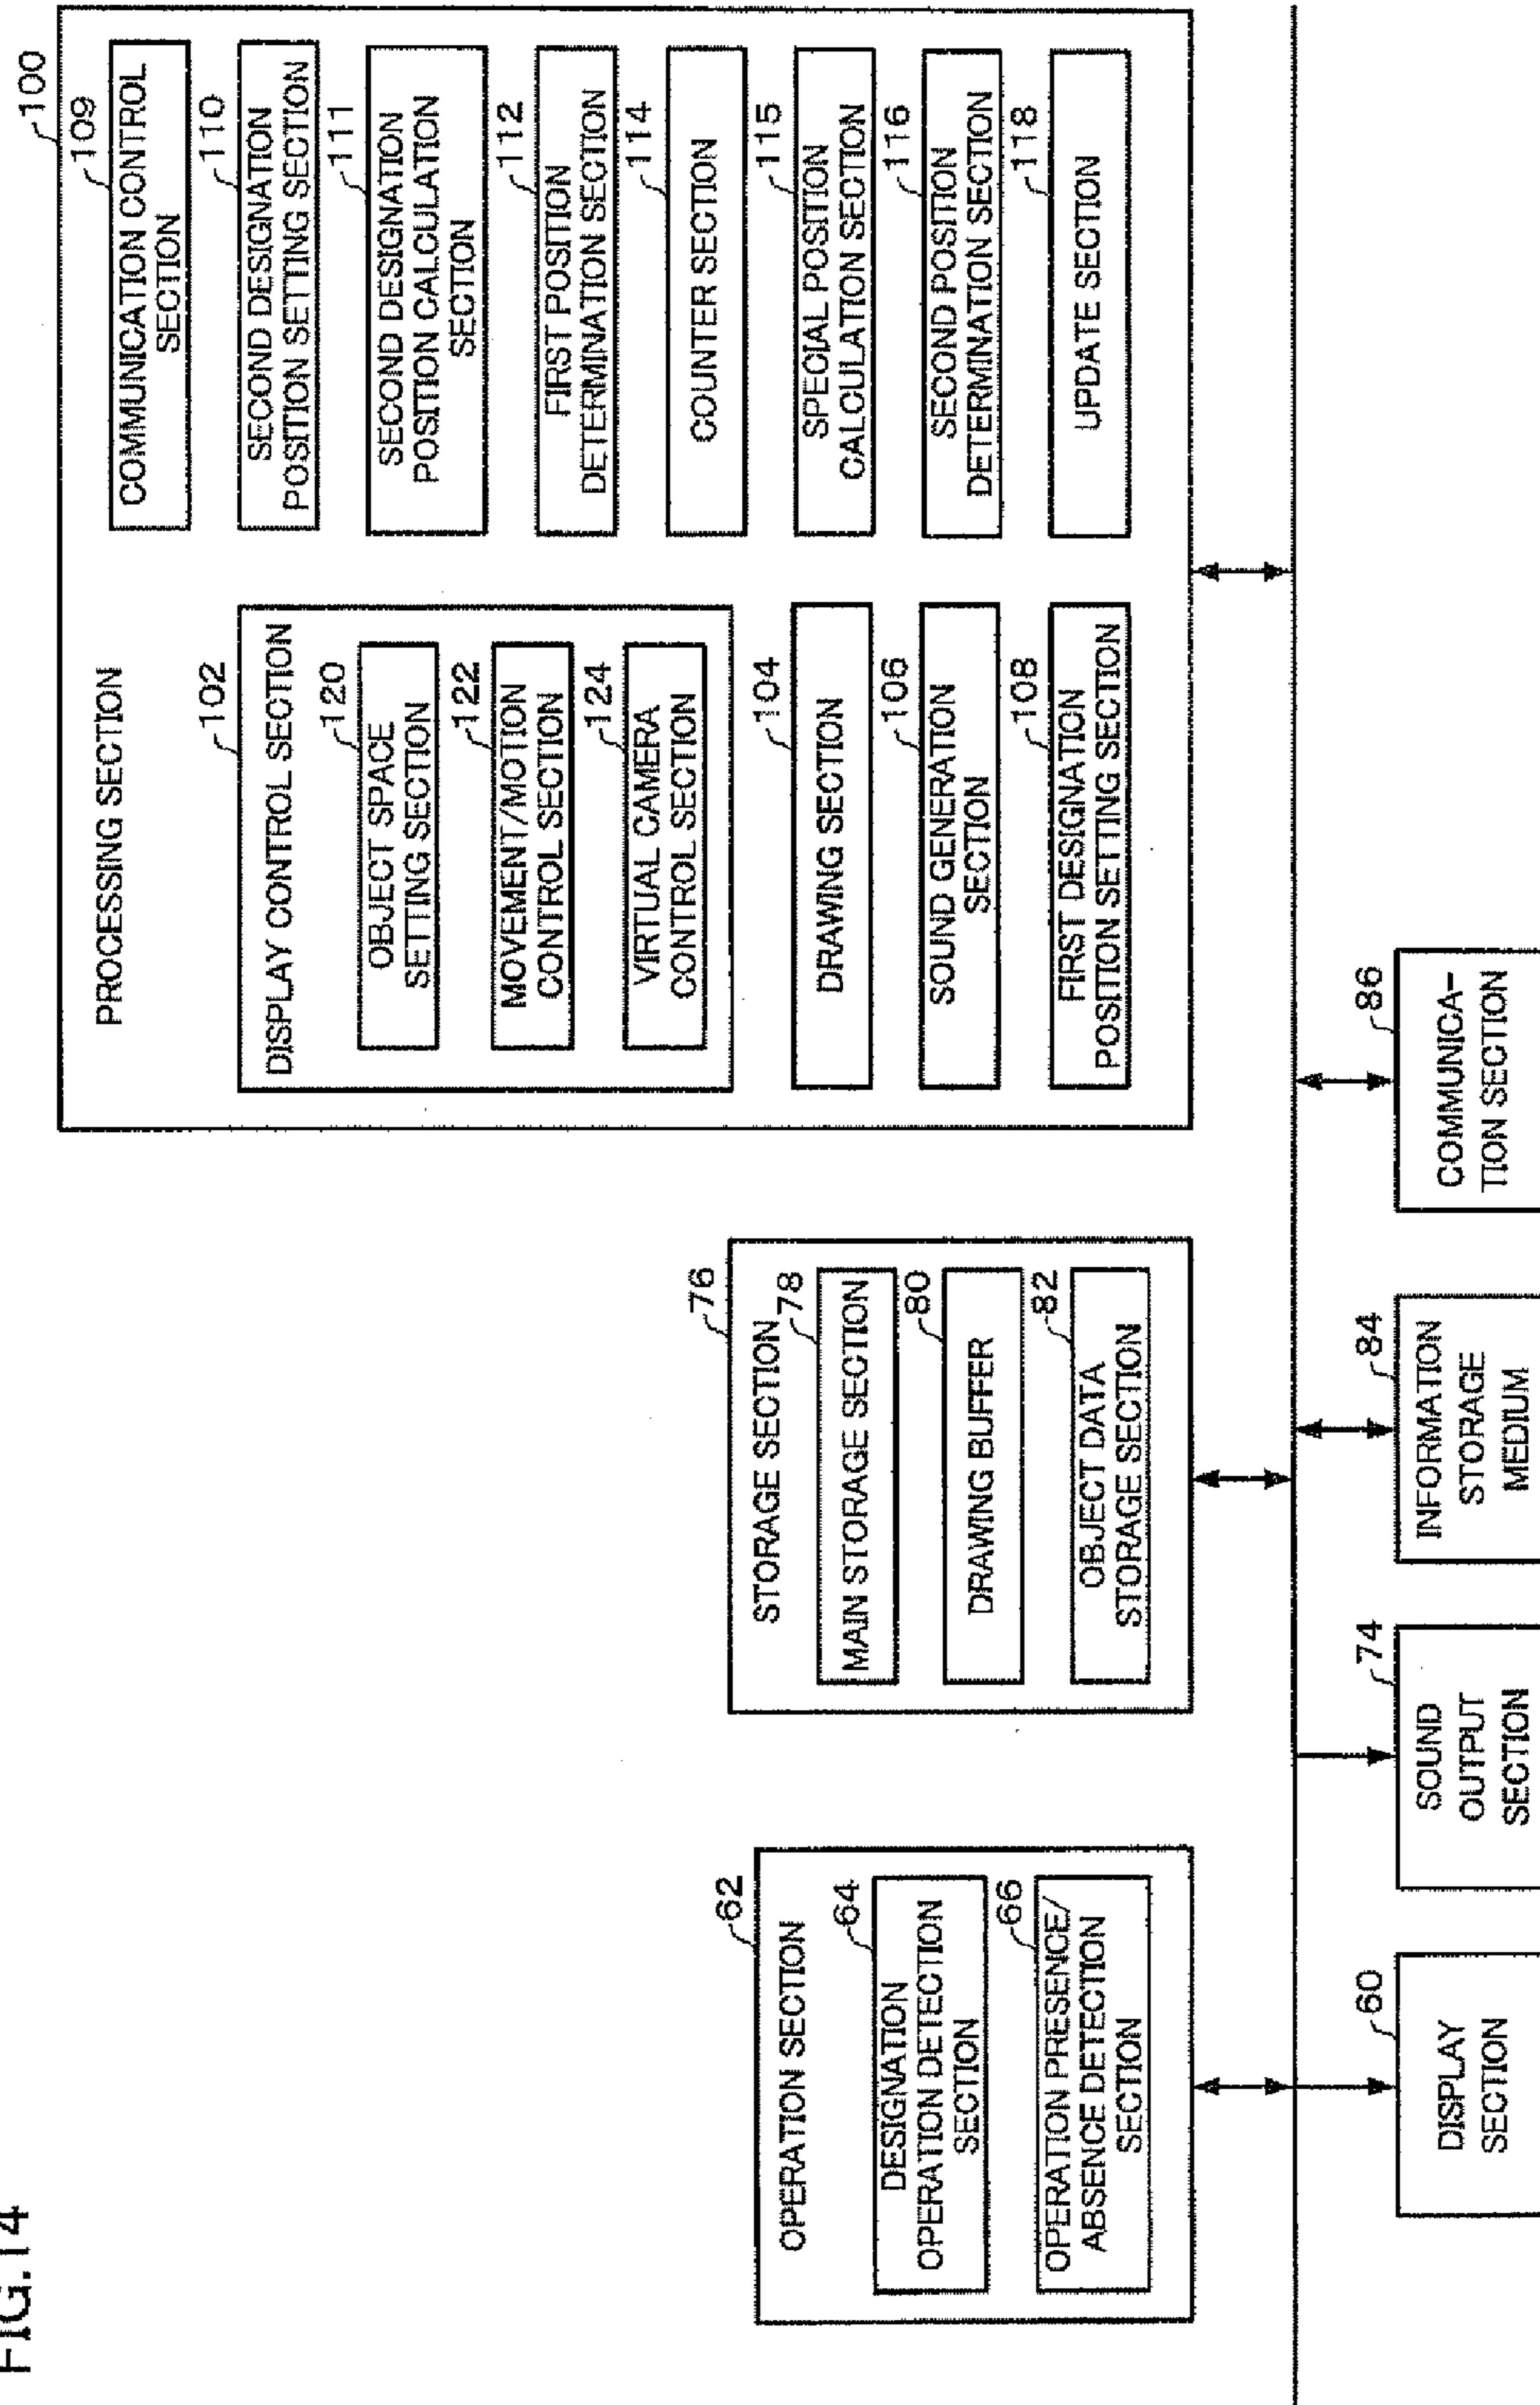 FIG.14
PROCESSING SECTION
100
102
DISPLAY CONTROL SECTION
120
OBJECT SPACE
SETTING SECTION
122
MOVEMENT/MOTION
CONTROL SECTION
124
VIRTUAL CAMERA
CONTROL SECTION
104
DRAWING SECTION
106
SOUND GENERATION
SECTION
108
FIRST DESIGNATION
POSITION SETTING SECTION
109
COMMUNICATION CONTROL
SECTION
110
SECOND DESIGNATION
POSITION SETTING SECTION
111
SECOND DESIGNATION
POSITION CALCULATION
SECTION
112
FIRST POSITION
DETERMINATION SECTION
114
COUNTER SECTION
115
SPECIAL POSITION
CALCULATION SECTION
116
SECOND POSITION
DETERMINATION SECTION
118
UPDATE SECTION
62
OPERATION SECTION
64
DESIGNATION
OPERATION DETECTION
SECTION
66
OPERATION PRESENCE/
ABSENCE DETECTION
SECTION
76
STORAGE SECTION
78
MAIN STORAGE SECTION
80
DRAWING BUFFER
82
OBJECT DATA
STORAGE SECTION
60
DISPLAY
SECTION
74
SOUND
OUTPUT
SECTION
84
INFORMATION
STORAGE
MEDIUM
86
COMMUNICA-
TION SECTION